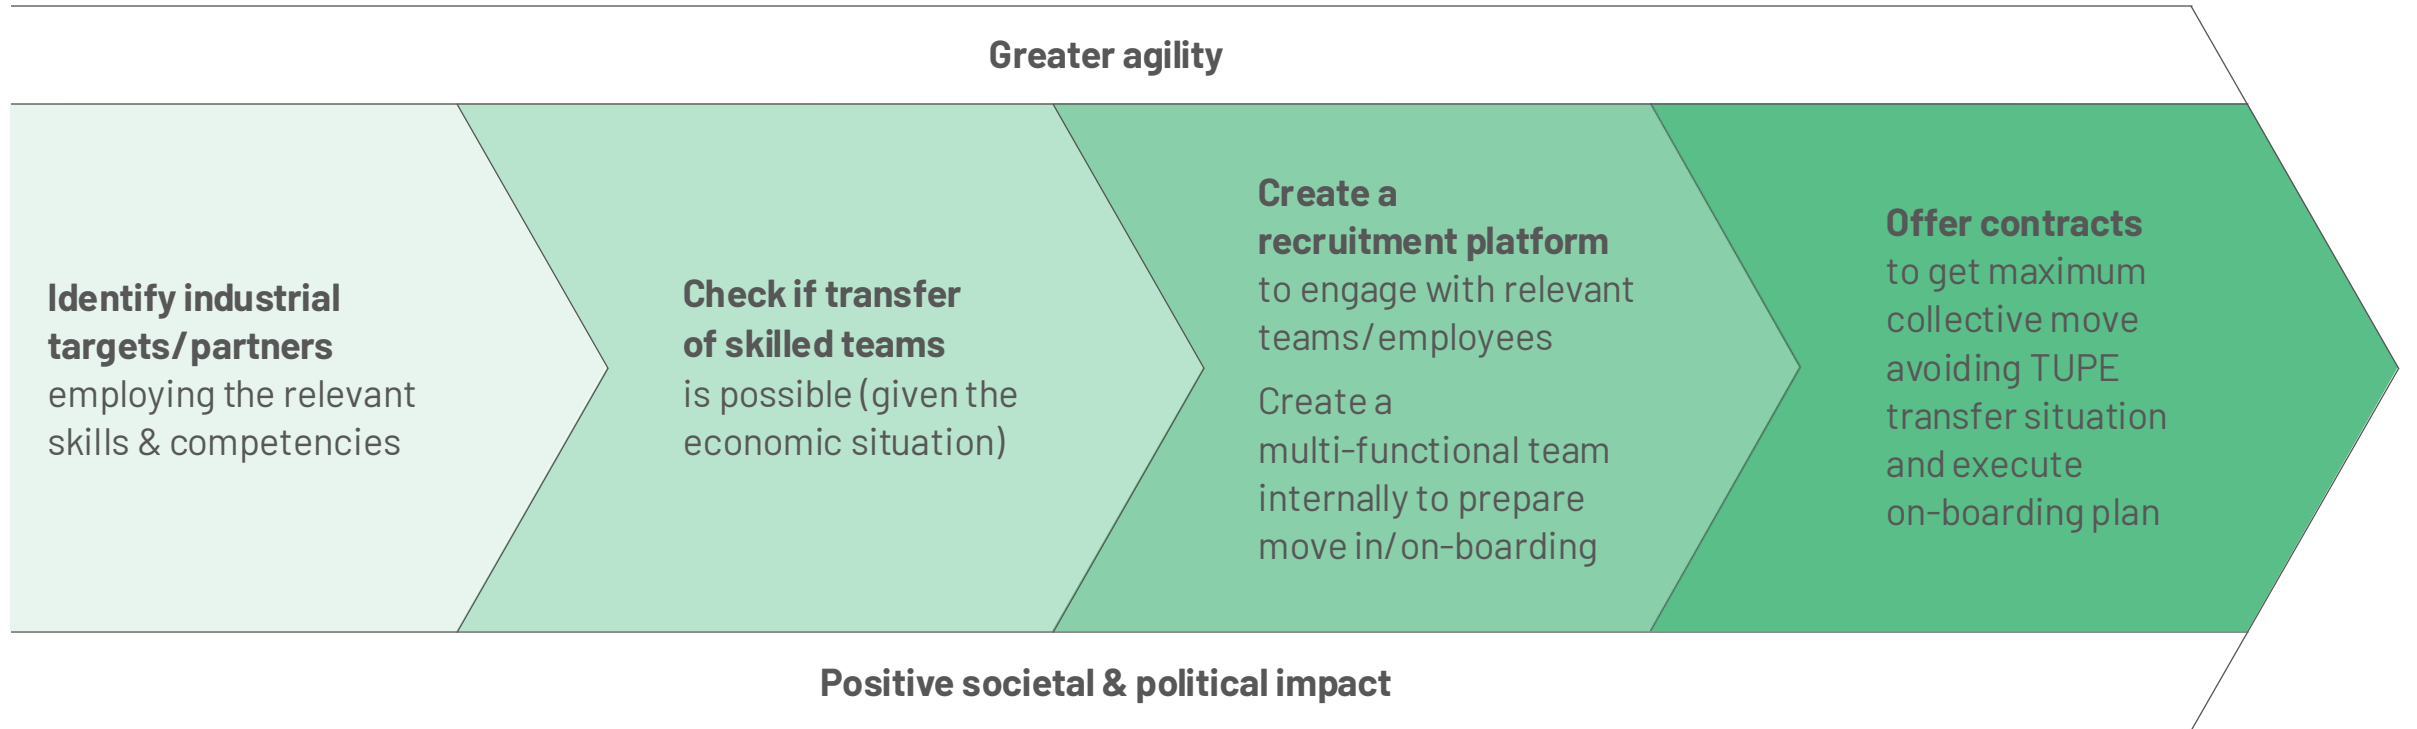 Greater agility
Identify industrial
targets/partners
employing the relevant
skills & competencies
Check if transfer
of skilled teams
is possible (given the
economic situation)
Create a
recruitment platform
to engage with relevant
teams/employees
Create a
multi-functional team
internally to prepare
move in/on-boarding
Offer contracts
to get maximum
collective move
avoiding TUPE
transfer situation
and execute
on-boarding plan
Positive societal & political impact